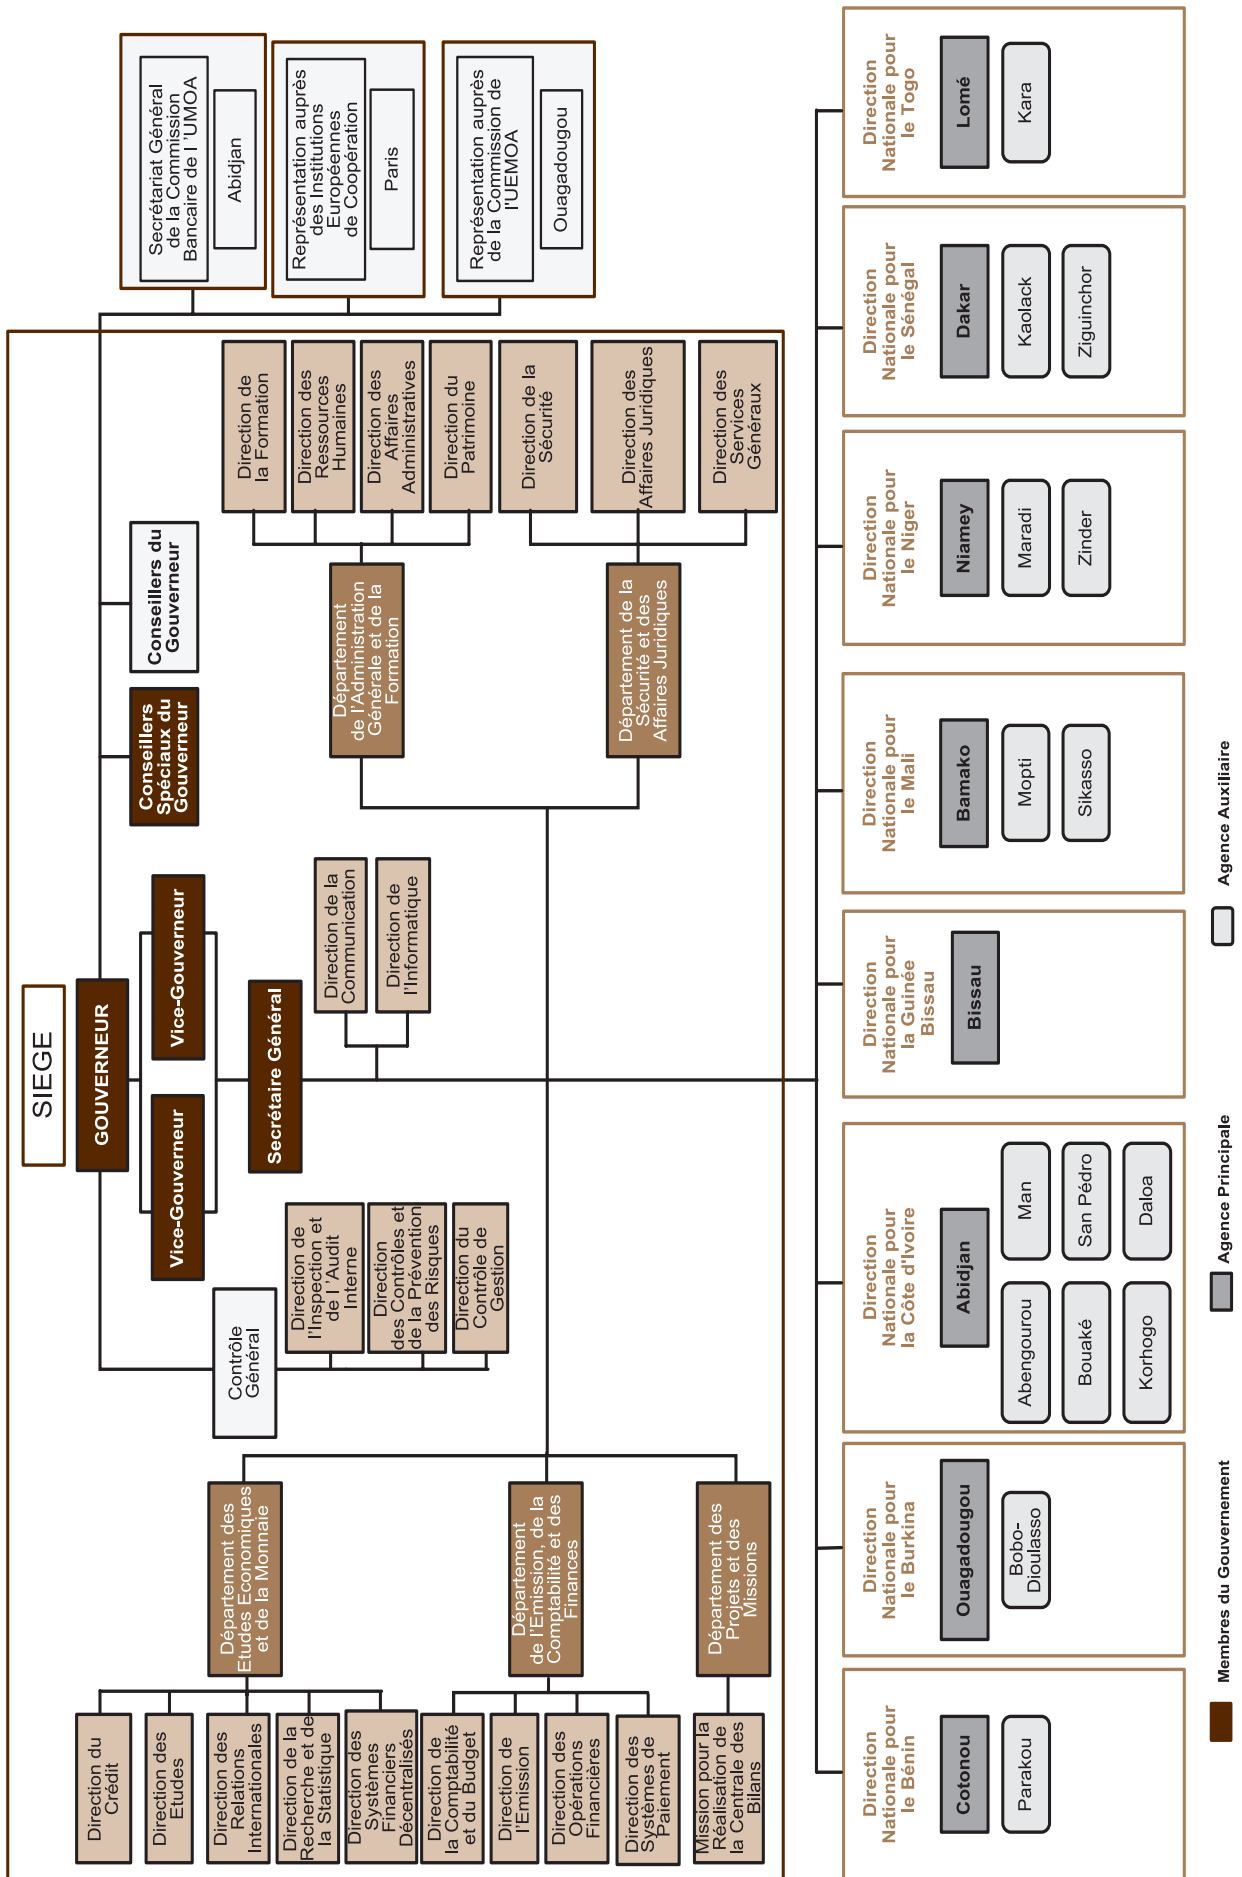 SIEGE
GOUVERNEUR
Vice-Gouverneur
Vice-Gouverneur
Secrétaire Général
Conseillers
Spéciaux du
Gouverneur
Conseillers du
Gouverneur
Secrétariat Général
de la Commission
Bancaire de l 'UMOA
Abidjan
Représentation auprès
des Institutions
Européennes
de Coopération
Paris
Représentation auprès
de la Commission de
l'UEMOA
Ouagadougou
Contrôle
Général
Direction de
l'Inspection et
de l 'Audit
Interne
Direction
des Contrôles et
de la Prévention
des Risques
Direction du
Contrôle de
Gestion
Direction de la
Communication
Direction de
l'Informatique
Département des
Etudes Economiques
et de la Monnaie
Direction du
Crédit
Direction des
Etudes
Direction des
Relations
Internationales
Direction de la
Recherche et de
la Statistique
Direction des
Systèmes
Financiers
Décentralisés
Département
de l'Emission, de la
Comptabilité et des
Finances
Direction de
la Comptabilité
et du Budget
Direction de
l'Emission
Direction des
Opérations
Financières
Direction des
Systèmes de
Paiement
Département des
Projets et des
Missions
Mission pour la
Réalisation de
la Centrale des
Bilans
Département
de l'Administration
Générale et de la
Formation
Direction de
la Formation
Direction des
Ressources
Humaines
Direction des
Affaires
Administratives
Direction du
Patrimoine
Département de la
Sécurité et des
Affaires Juridiques
Direction de la
Sécurité
Direction des
Affaires Juridiques
Direction des
Services
Généraux
Direction
Nationale pour
le Bénin
Cotonou
Parakou
Direction
Nationale pour
le Burkina
Ouagadougou
Bobo-
Dioulasso
Direction
Nationale pour
la Côte d'Ivoire
Abidjan
Abengourou
Man
Bouaké
San Pédro
Korhogo
Daloa
Direction
Nationale pour
la Guinée
Bissau
Bissau
Direction
Nationale pour
le Mali
Bamako
Mopti
Sikasso
Direction
Nationale pour
le Niger
Niamey
Maradi
Zinder
Direction
Nationale pour
le Sénégal
Dakar
Kaolack
Ziguinchor
Direction
Nationale pour
le Togo
Lomé
Kara
Membres du Gouvernement
Agence Principale
Agence Auxiliaire